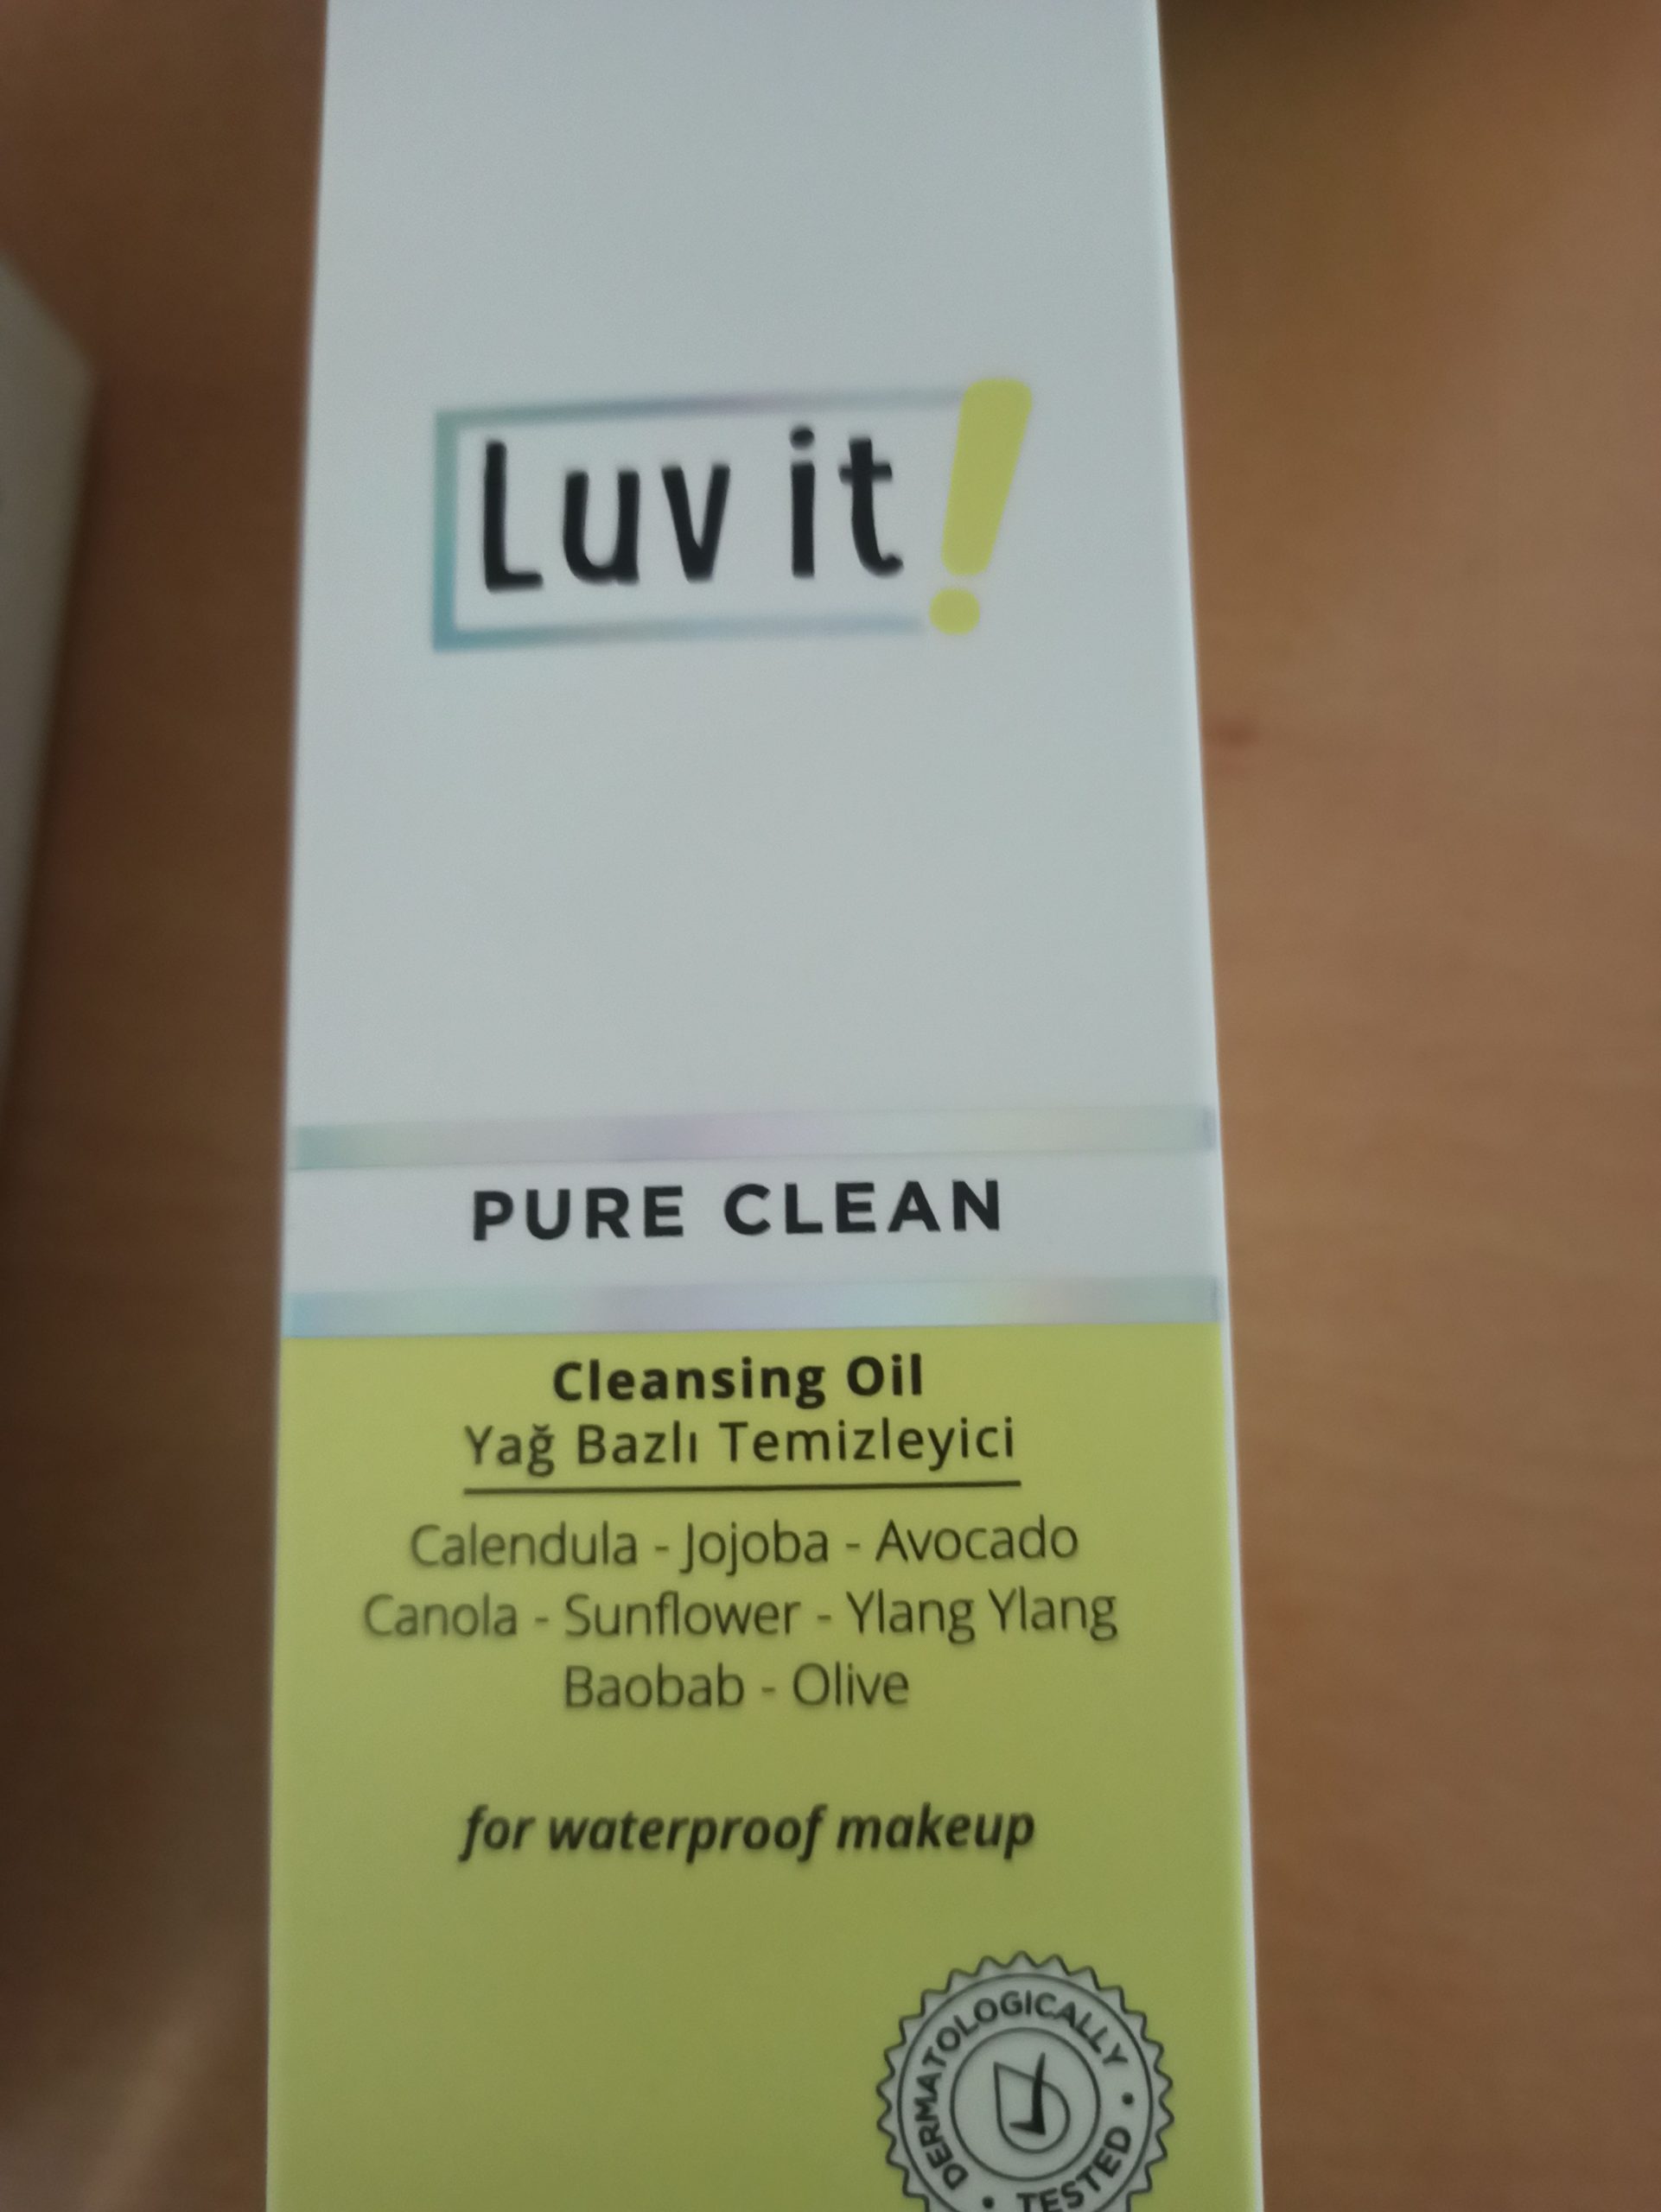 Luv it!
PURE CLEAN
Cleansing Oil
Yağ Bazlı Temizleyici
Calendula - Jojoba - Avocado
Canola - Sunflower - Ylang Ylang
Baobab - Olive
for waterproof makeup
DERMATOLOGICALLY
• TESTED •